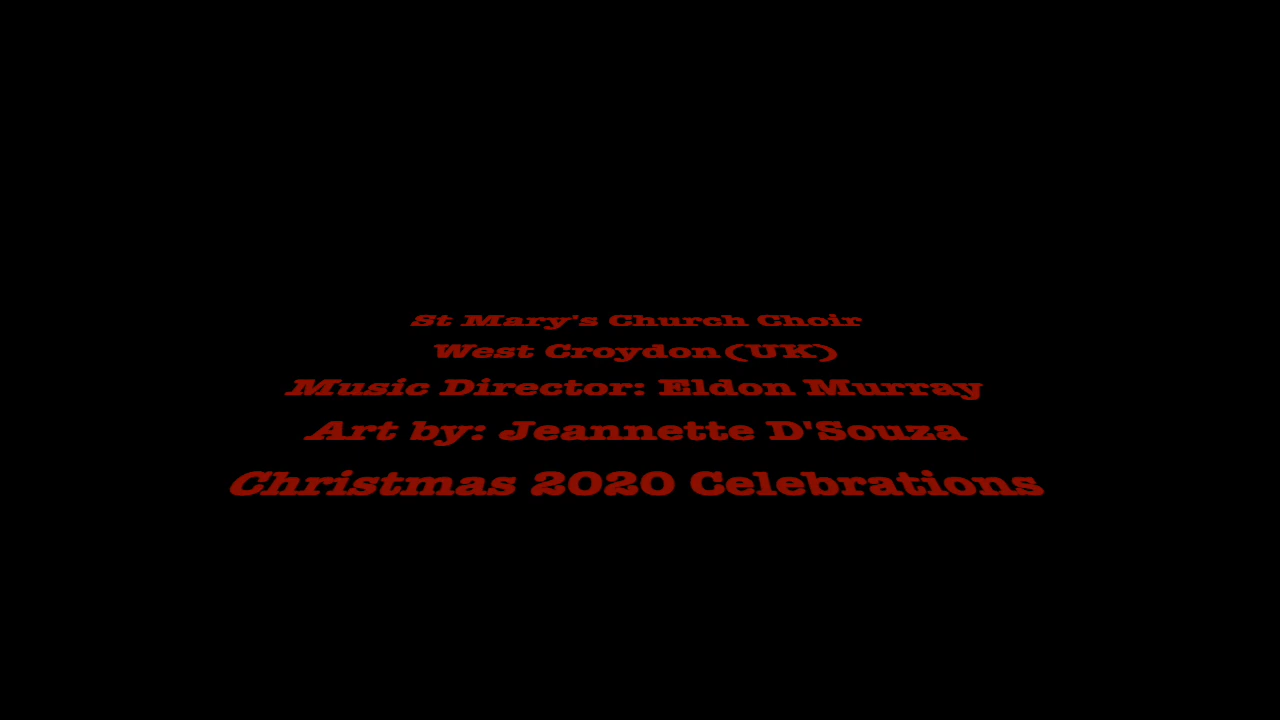 St Mary's Church Choir
West Croydon(UK)
Music Director: Eldon Murray
Art by: Jeannette D'Souza
Christmas 2020 Celebrations